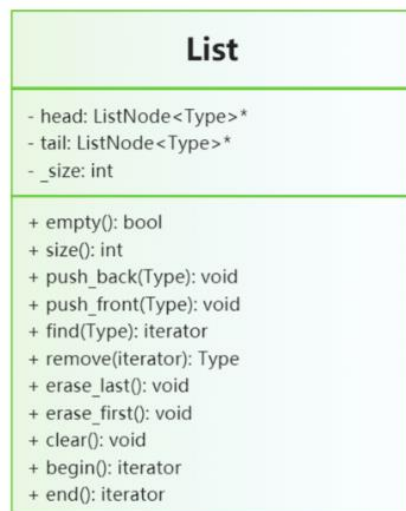 List
- head: ListNode<Type>*
- tail: ListNode<Type>*
- _size: int
+ empty(): bool
+ size(): int
+ push_back(Type): void
+ push_front(Type): void
+ find(Type): iterator
+ remove(iterator): Type
+ erase_last(): void
+ erase_first(): void
+ clear(): void
+ begin(): iterator
+ end(): iterator